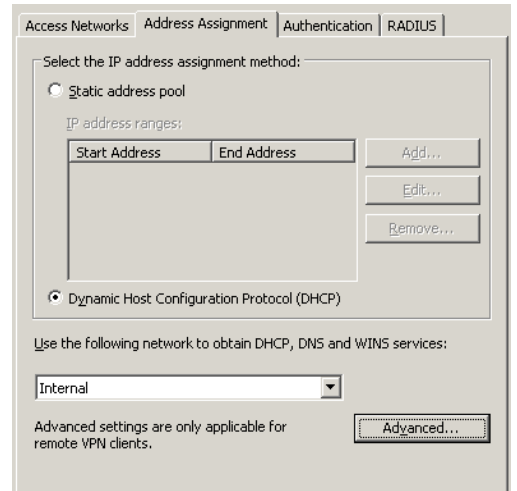 Access Networks Address Assignment Authentication RADIUS
Select the IP address assignment method:
Static address pool
IP address ranges:
Start Address End Address
Add...
Edit...
Remove...
Dynamic Host Configuration Protocol (DHCP)
Use the following network to obtain DHCP, DNS and WINS services:
Internal
Advanced settings are only applicable for
remote VPN clients.
Advanced...